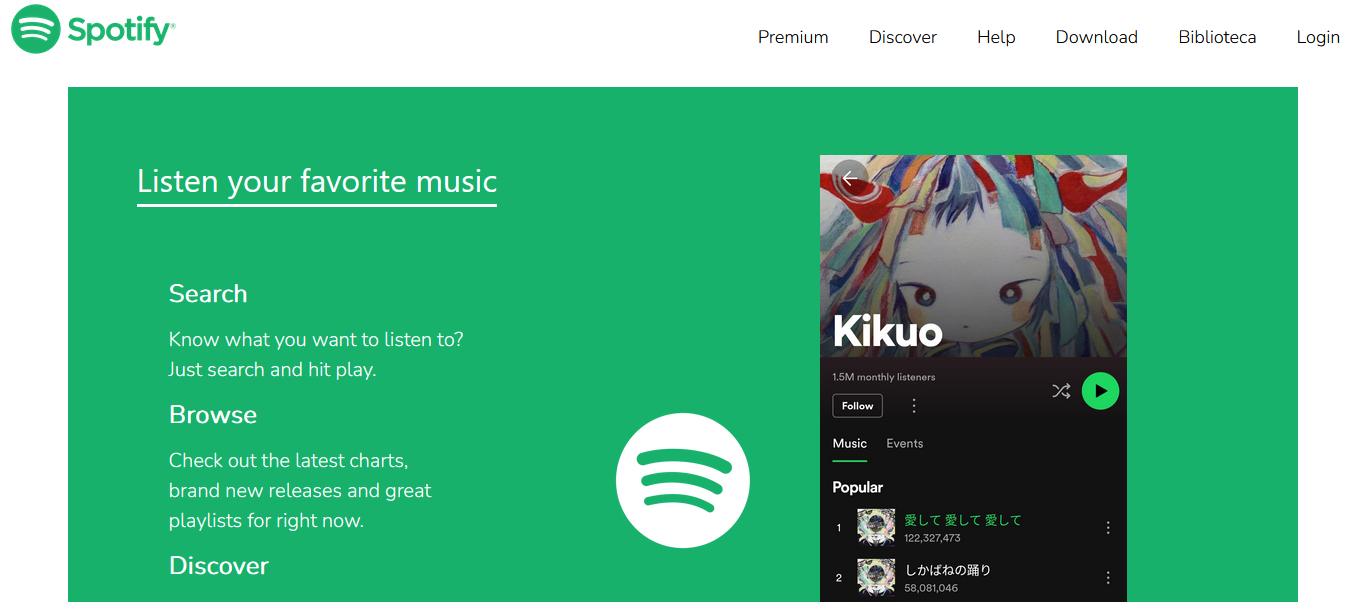 Spotify®
Premium
Discover
Help
Download
Biblioteca
Login
Listen your favorite music
Search
Know what you want to listen to?
Just search and hit play.
Browse
Check out the latest charts,
brand new releases and great
playlists for right now.
Discover
Kikuo
1.5M monthly listeners
Follow
Music
Events
Popular
1
愛して 愛して 愛して
122,327,473
2
しかばねの踊り
58,081,046